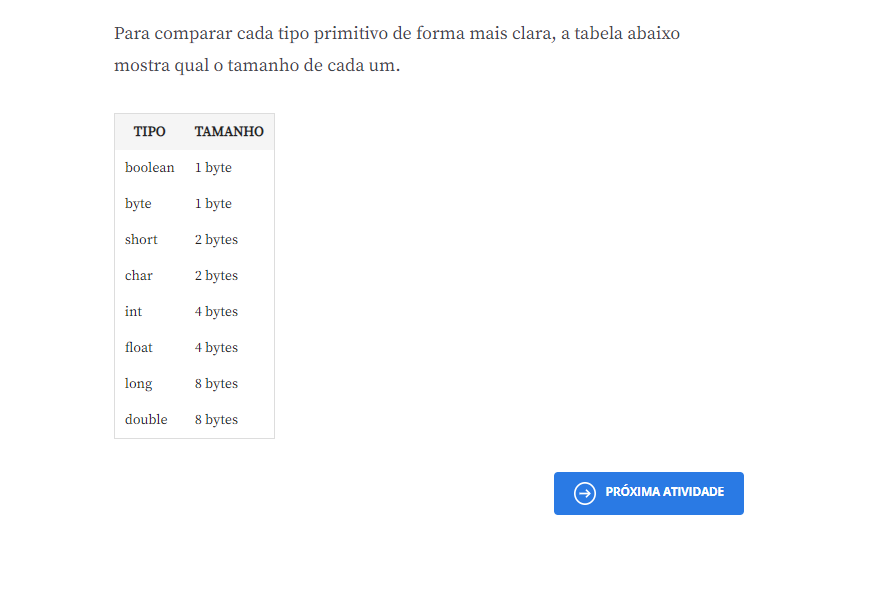 Para comparar cada tipo primitivo de forma mais clara, a tabela abaixo
mostra qual o tamanho de cada um.
TIPO TAMANHO
boolean 1 byte
byte 1 byte
short 2 bytes
char 2 bytes
int 4 bytes
float 4 bytes
long 8 bytes
double 8 bytes
PRÓXIMA ATIVIDADE